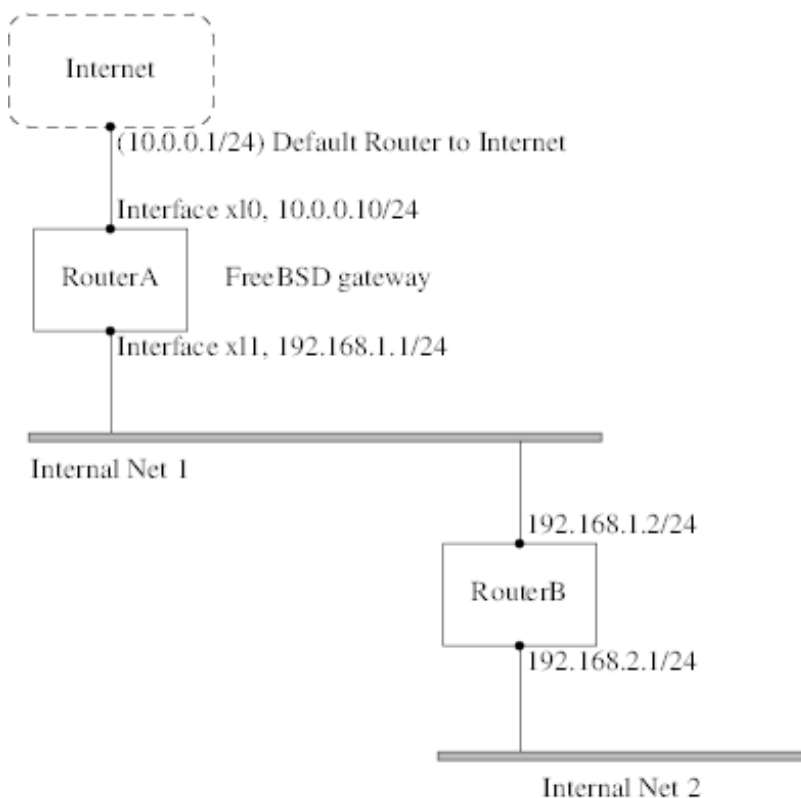 Internet
(10.0.0.1/24) Default Router to Internet
Interface xl0, 10.0.0.10/24
RouterA
FreeBSD gateway
Interface xl1, 192.168.1.1/24
Internal Net 1
192.168.1.2/24
RouterB
192.168.2.1/24
Internal Net 2